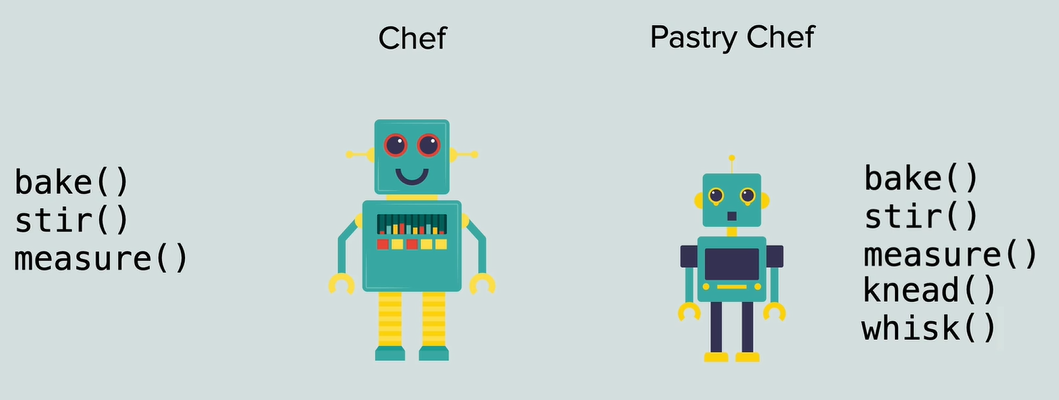 Chef
Pastry Chef
bake()
stir()
measure()
bake()
stir()
measure()
knead()
whisk()